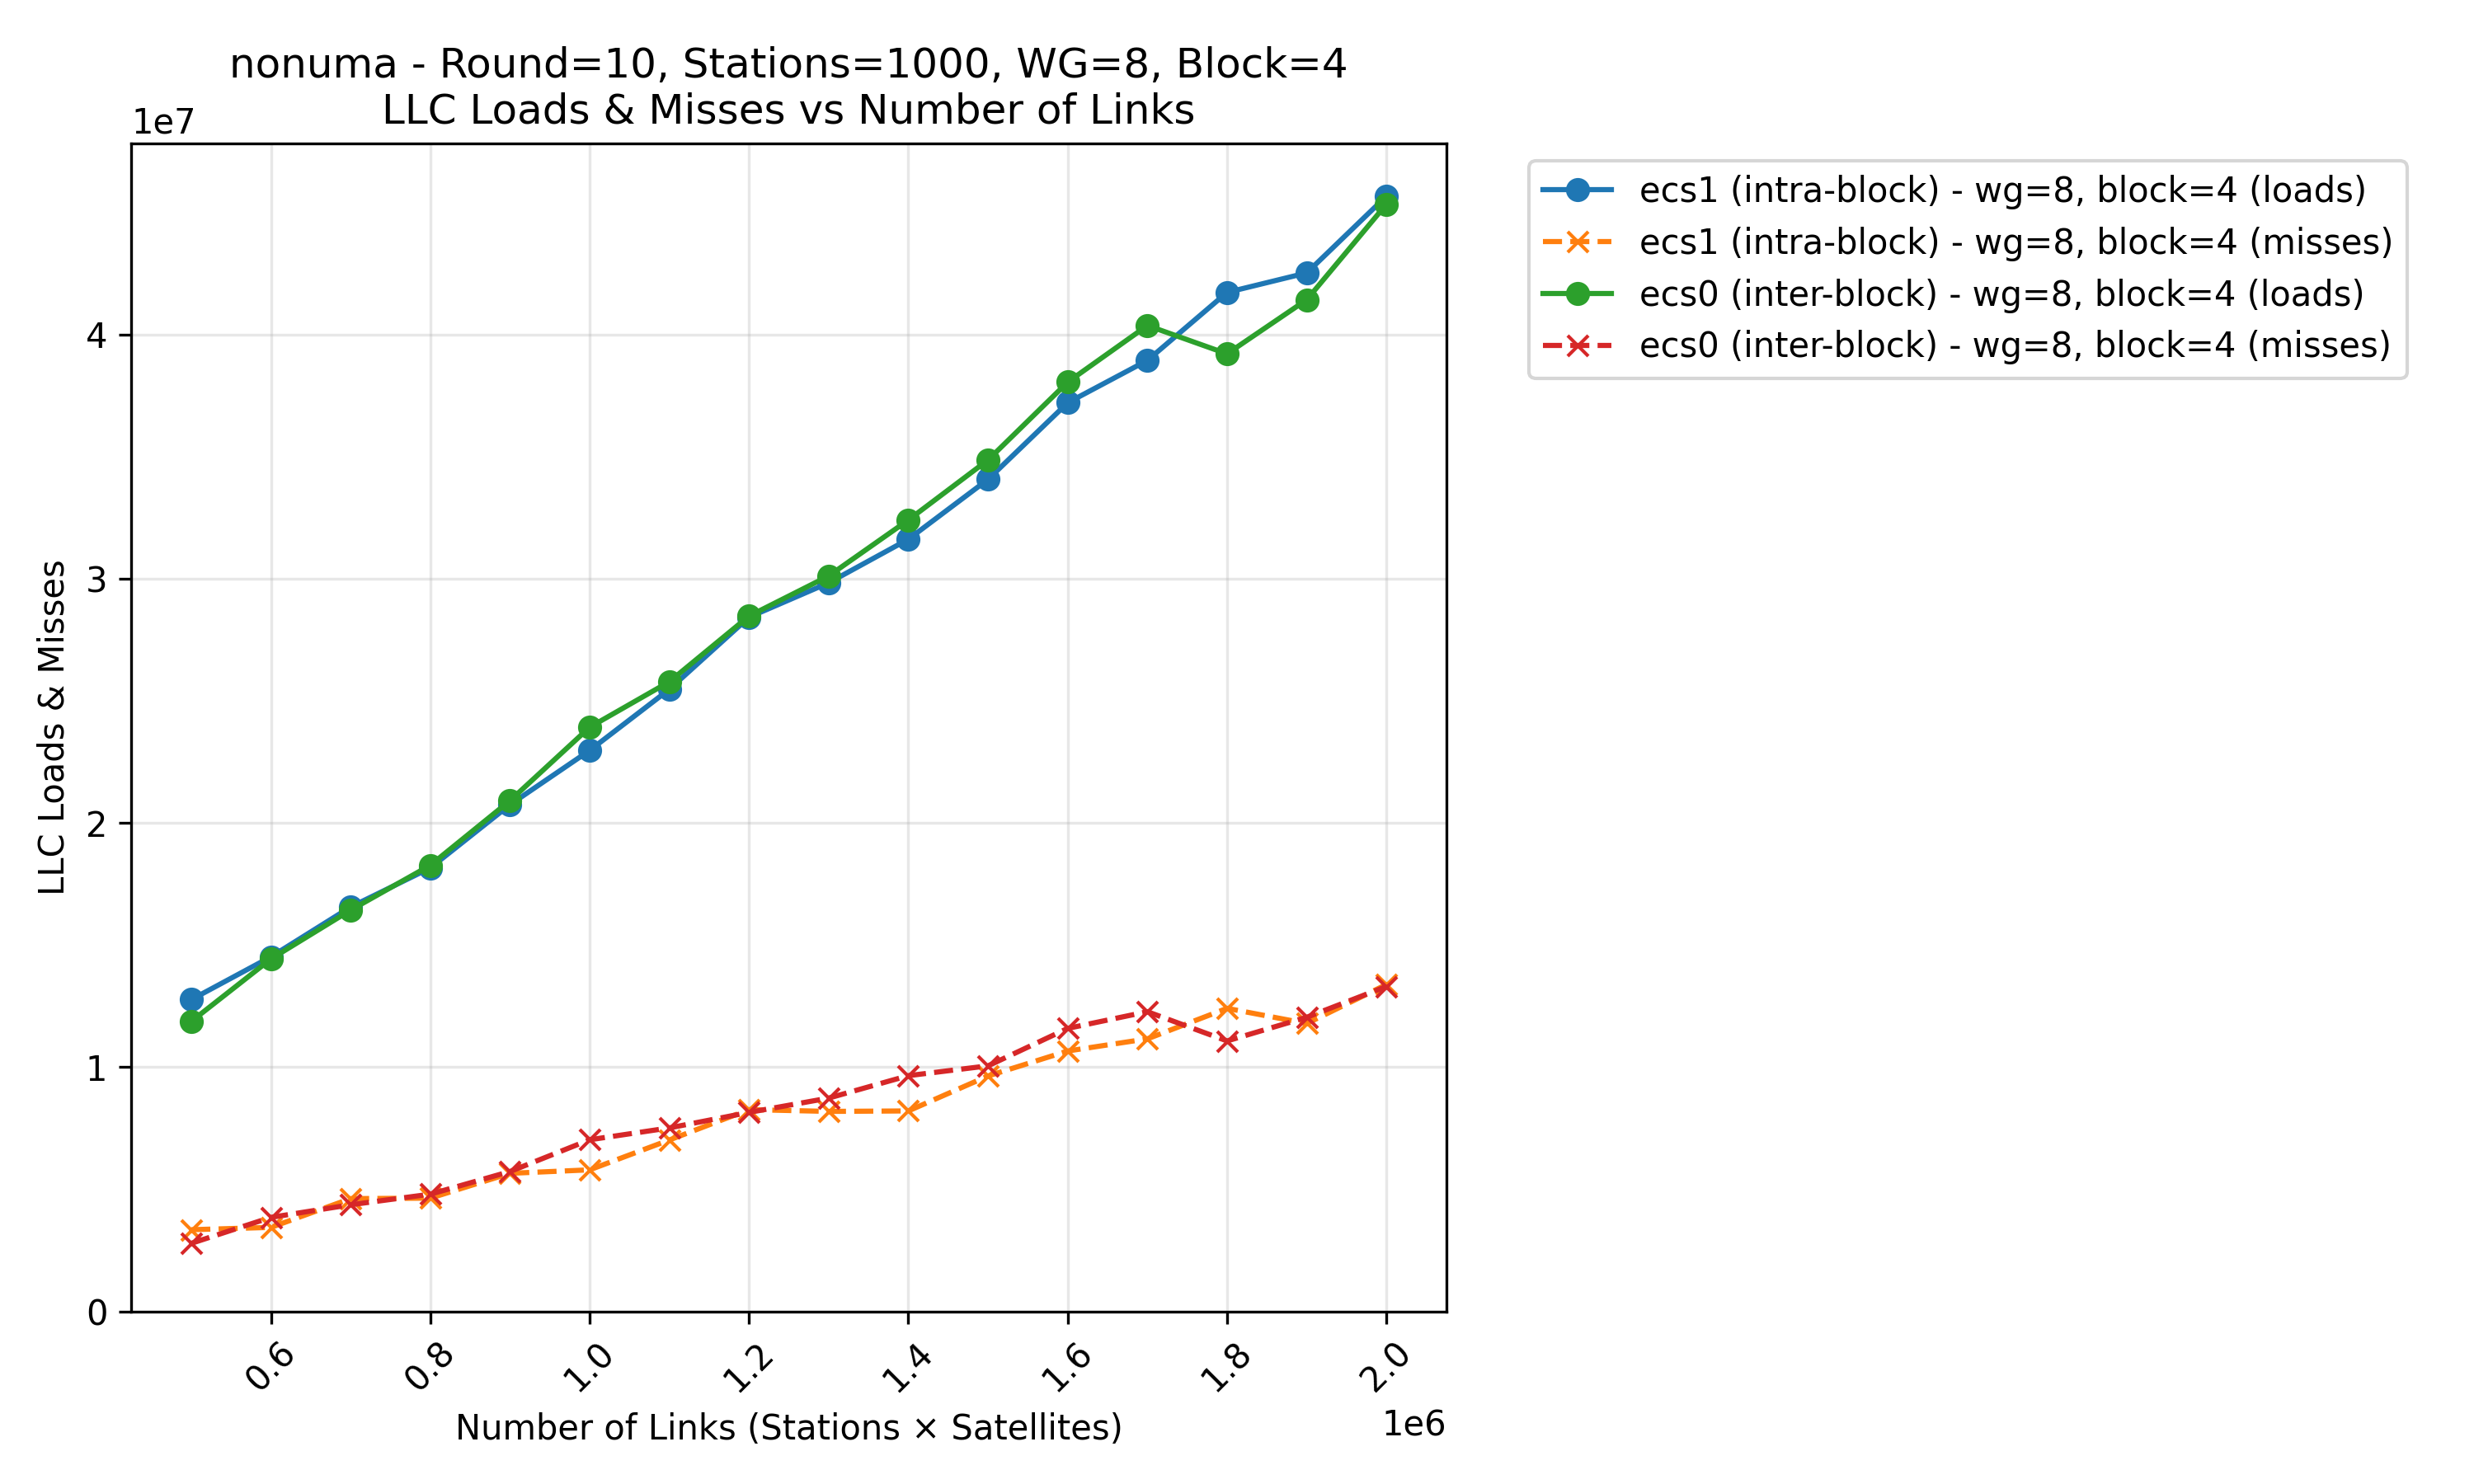 nonuma - Round=10, Stations=1000, WG=8, Block=4
LLC Loads & Misses vs Number of Links
1e7
ecs1 (intra-block) - wg=8, block=4 (loads)
ecs1 (intra-block) - wg=8, block=4 (misses)
ecs0 (inter-block) - wg=8, block=4 (loads)
ecs0 (inter-block) - wg=8, block=4 (misses)
4
3
2
1
0
LLC Loads & Misses
0.6
0.8
1.0
1.2
1.4
1.6
1.8
2.0
Number of Links (Stations × Satellites)
1e6